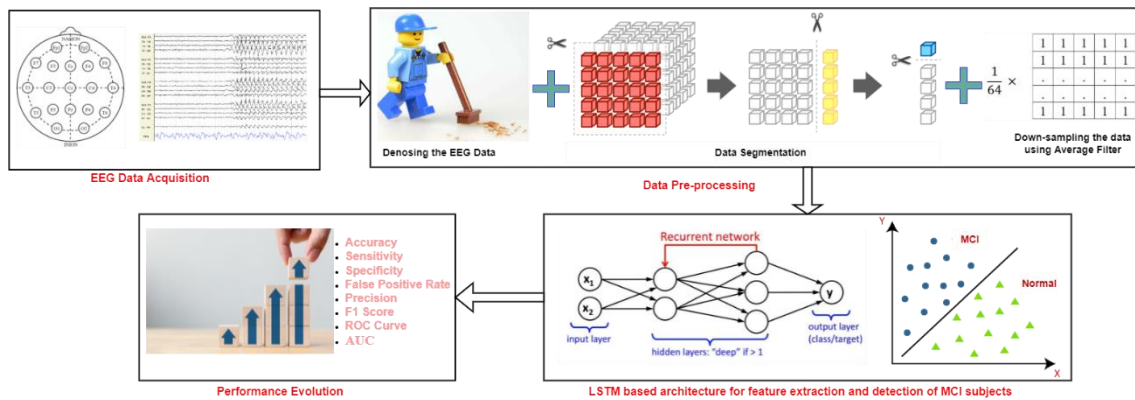 NASION
INION
EEG Data Acquisition
Denosing the EEG Data
Data Segmentation
1
64
×
1 1 1 1 1
1 1 1 1 1
. . . . .
. . . . .
1 1 1 1 1
Down-sampling the data
using Average Filter
Data Pre-processing
Accuracy
Sensitivity
Specificity
False Positive Rate
Precision
F1 Score
ROC Curve
AUC
Performance Evolution
Recurrent network
x1
x2
y
input layer
hidden layers: "deep" if > 1
output layer
(class/target)
Y
MCI
Normal
X
LSTM based architecture for feature extraction and detection of MCI subjects